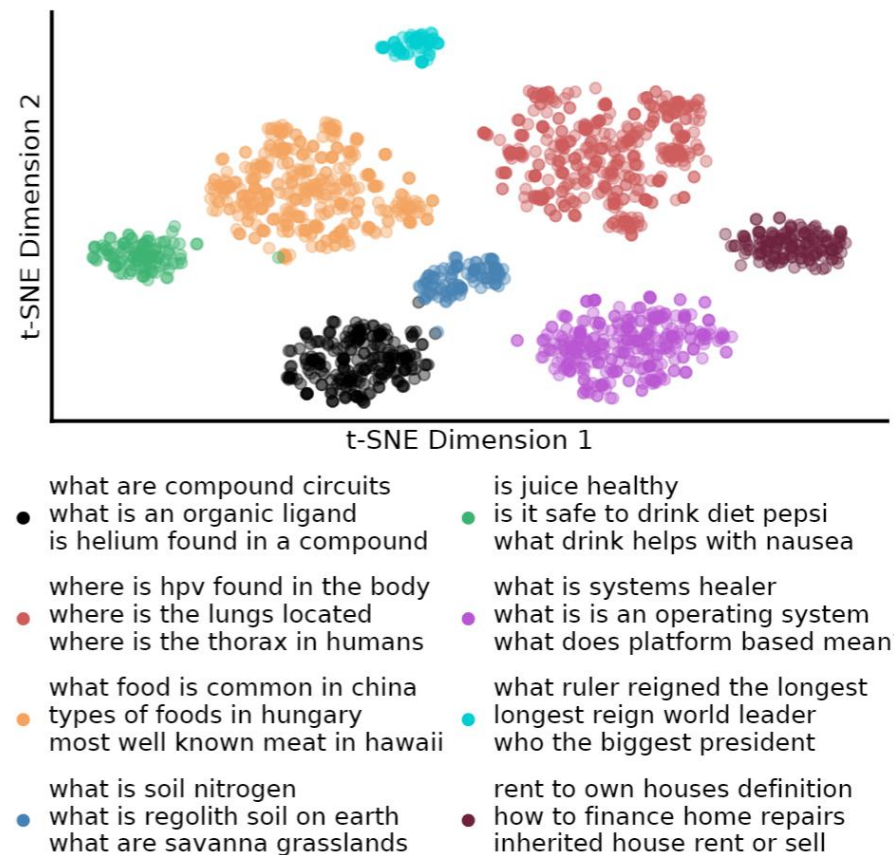 t-SNE Dimension 2
t-SNE Dimension 1
what are compound circuits
what is an organic ligand
is helium found in a compound
where is hpv found in the body
where is the lungs located
where is the thorax in humans
what food is common in china
types of foods in hungary
most well known meat in hawaii
what is soil nitrogen
what is regolith soil on earth
what are savanna grasslands
is juice healthy
is it safe to drink diet pepsi
what drink helps with nausea
what is systems healer
what is is an operating system
what does platform based mean
what ruler reigned the longest
longest reign world leader
who the biggest president
rent to own houses definition
how to finance home repairs
inherited house rent or sell